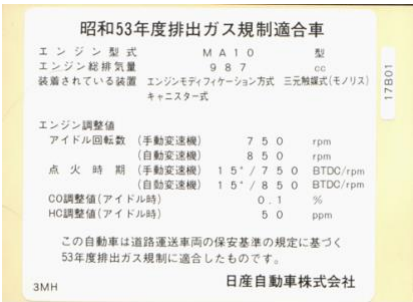 昭和53年度排出ガス規制適合車
エンジン型式 MA10 型
エンジン総排気量 987 cc
装着されている装置 エンジンモディフィケーション方式 三元触媒式(モノリス)
キャニスター式
エンジン調整値
アイドル回転数 (手動変速機) 750 rpm
(自動変速機) 850 rpm
点火時期 (手動変速機) 15°/750 BTDC/rpm
(自動変速機) 15°/850 BTDC/rpm
CO調整値(アイドル時) 0.1 %
HC調整値(アイドル時) 50 ppm
この自動車は道路運送車両の保安基準の規定に基づく
53年度排出ガス規制に適合したものです。
3MH 日産自動車株式会社
17B01